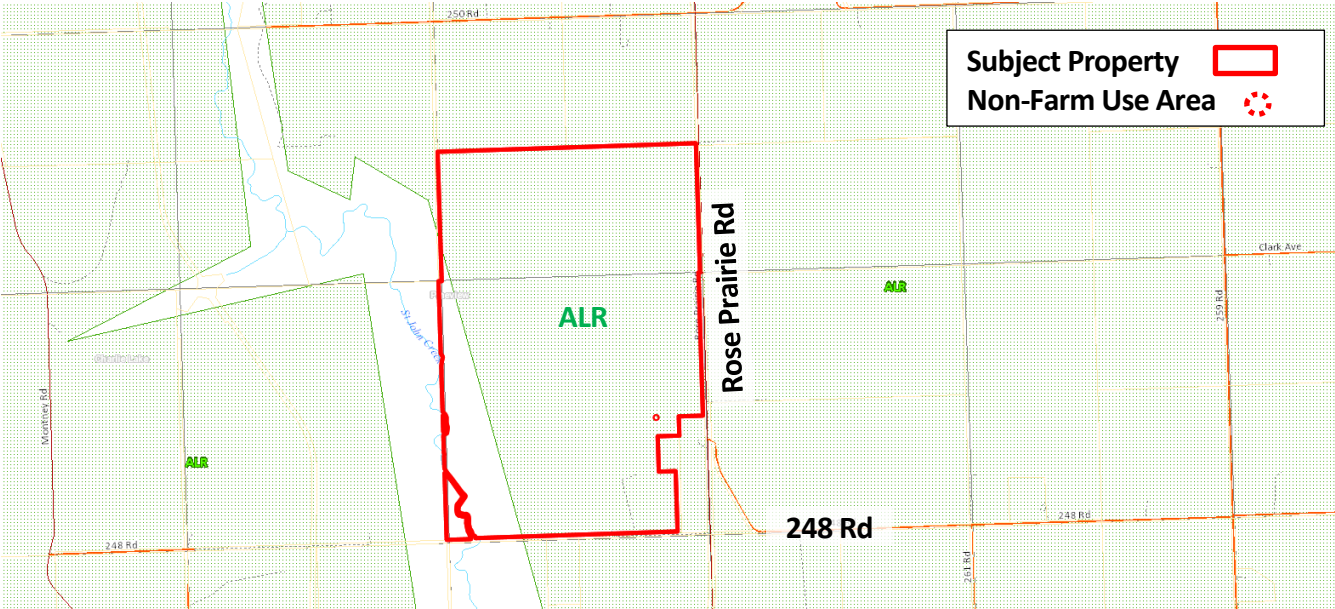 250 Rd
Subject Property
Non-Farm Use Area
Rose Prairie Rd
Clark Ave
ALR
ALR
259 Rd
St John Creek
Montney Rd
ALR
248 Rd
248 Rd
248 Rd
261 Rd